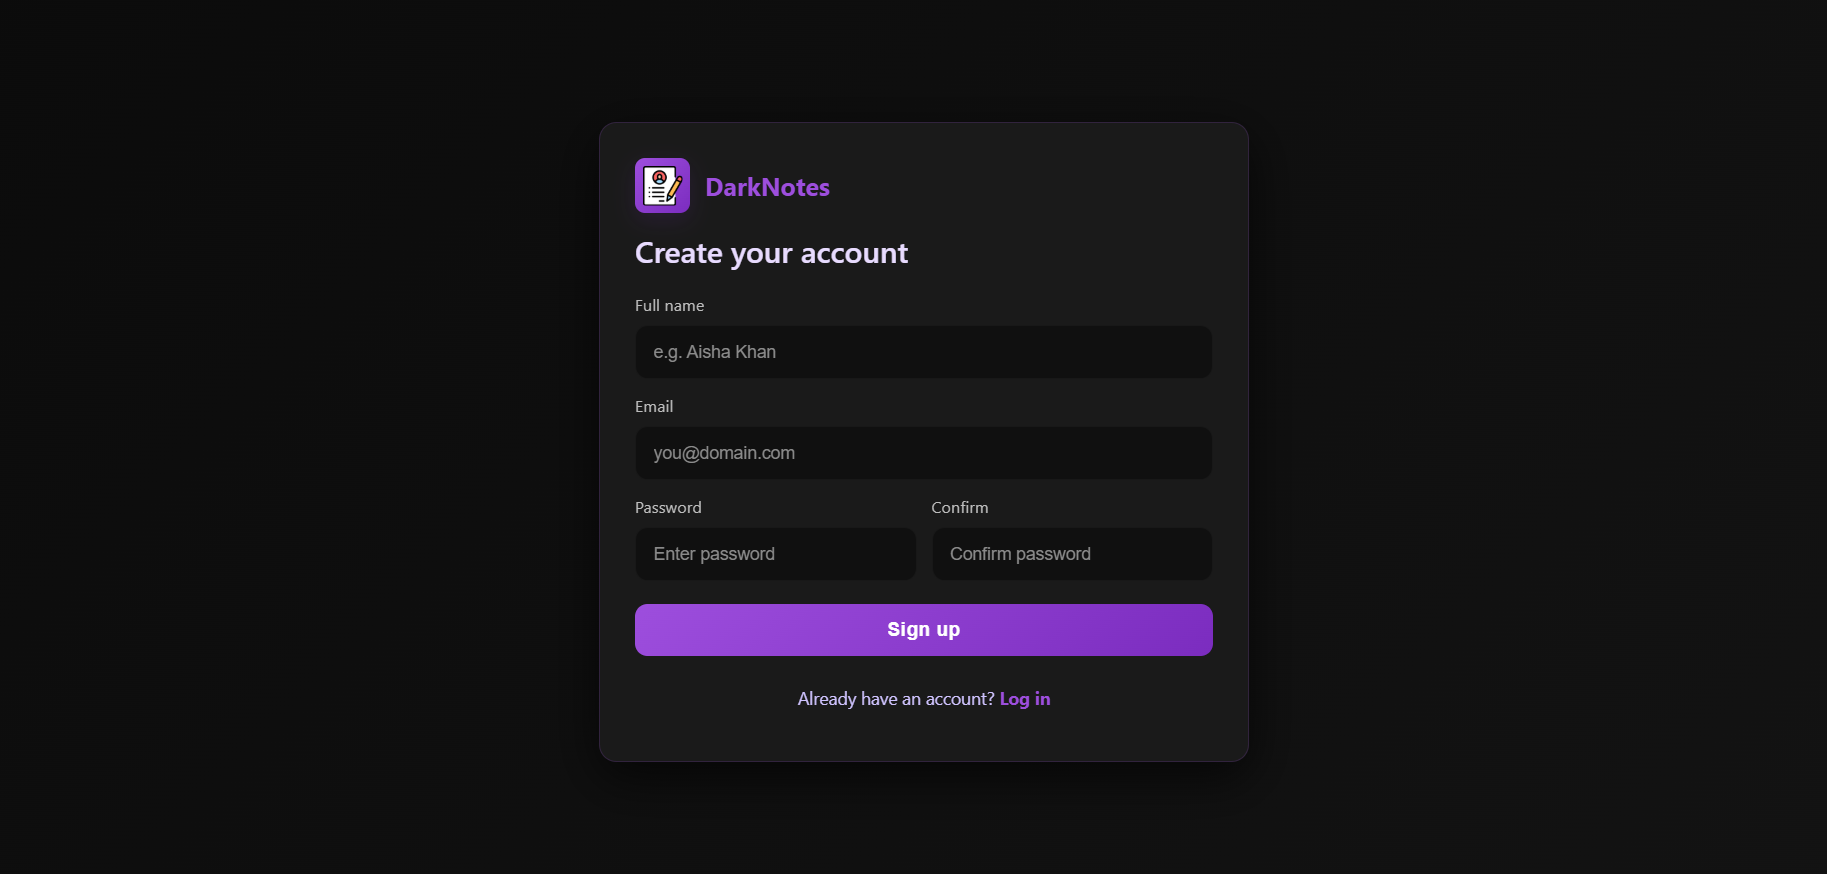 DarkNotes
Create your account
Full name
e.g. Aisha Khan
Email
you@domain.com
Password Confirm
Enter password Confirm password
Sign up
Already have an account? Log in